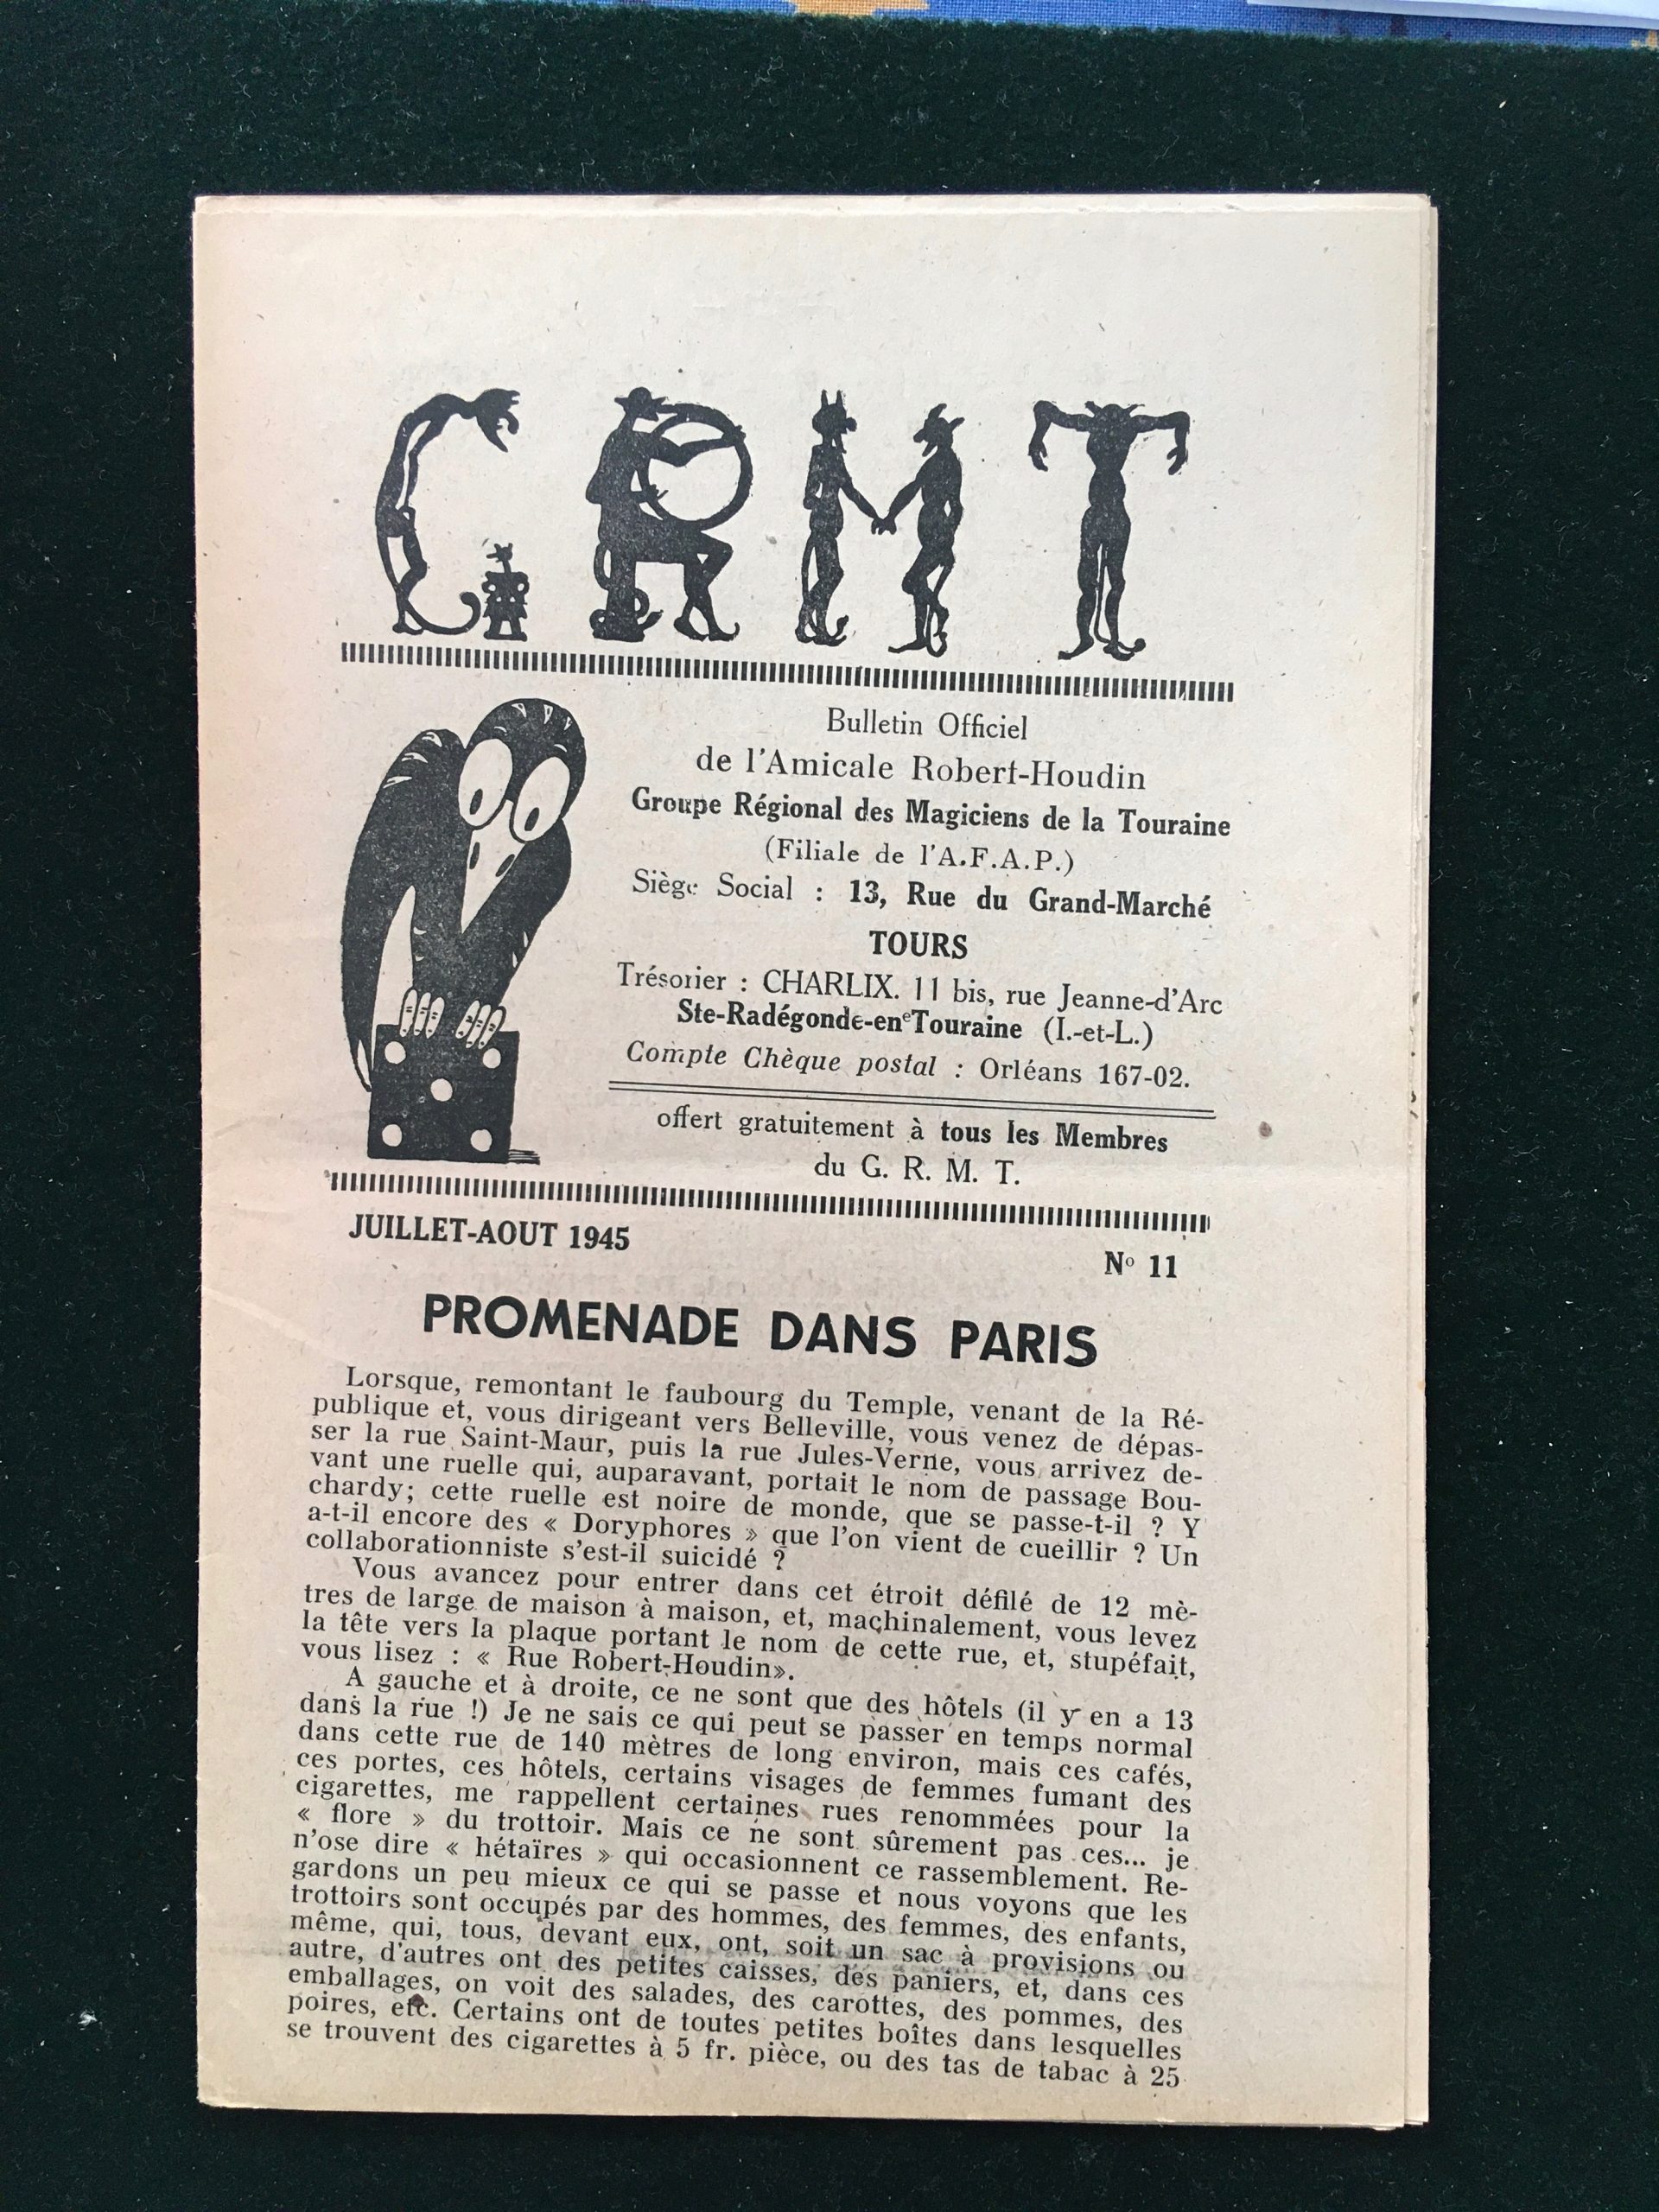 GRMT
Bulletin Officiel
de l'Amicale Robert-Houdin
Groupe Régional des Magiciens de la Touraine
(Filiale de l'A.F.A.P.)
Siège Social : 13, Rue du Grand-Marché
TOURS
Trésorier : CHARLIX. 11 bis, rue Jeanne-d'Arc
Ste-Radégonde-eneTouraine (I.-et-L.)
Compte Chèque postal : Orléans 167-02.
offert gratuitement à tous les Membres
du G. R. M. T.
JUILLET-AOUT 1945
No 11
PROMENADE DANS PARIS
Lorsque, remontant le faubourg du Temple, venant de la Ré-
publique et, vous dirigeant vers Belleville, vous venez de dépas-
ser la rue Saint-Maur, puis la rue Jules-Verne, vous arrivez de-
vant une ruelle qui, auparavant, portait le nom de passage Bou-
chardy; cette ruelle est noire de monde, que se passe-t-il ? Y
a-t-il encore des « Doryphores » que l'on vient de cueillir ? Un
collaborationniste s'est-il suicidé ?
Vous avancez pour entrer dans cet étroit défilé de 12 mè-
tres de large de maison à maison, et, machinalement, vous levez
la tête vers la plaque portant le nom de cette rue, et, stupéfait,
vous lisez : « Rue Robert-Houdin».
A gauche et à droite, ce ne sont que des hôtels (il y en a 13
dans la rue !) Je ne sais ce qui peut se passer en temps normal
dans cette rue de 140 mètres de long environ, mais ces cafés,
ces portes, ces hôtels, certains visages de femmes fumant des
cigarettes, me rappellent certaines rues renommées pour la
« flore » du trottoir. Mais ce ne sont sûrement pas ces... je
n'ose dire « hétaïres » qui occasionnent ce rassemblement. Re-
gardons un peu mieux ce qui se passe et nous voyons que les
trottoirs sont occupés par des hommes, des femmes, des enfants,
même, qui, tous, devant eux, ont, soit un sac à provisions ou
autre, d'autres ont des petites caisses, des paniers, et, dans ces
emballages, on voit des salades, des carottes, des pommes, des
poires, etc. Certains ont de toutes petites boîtes dans lesquelles
se trouvent des cigarettes à 5 fr. pièce, ou des tas de tabac à 25